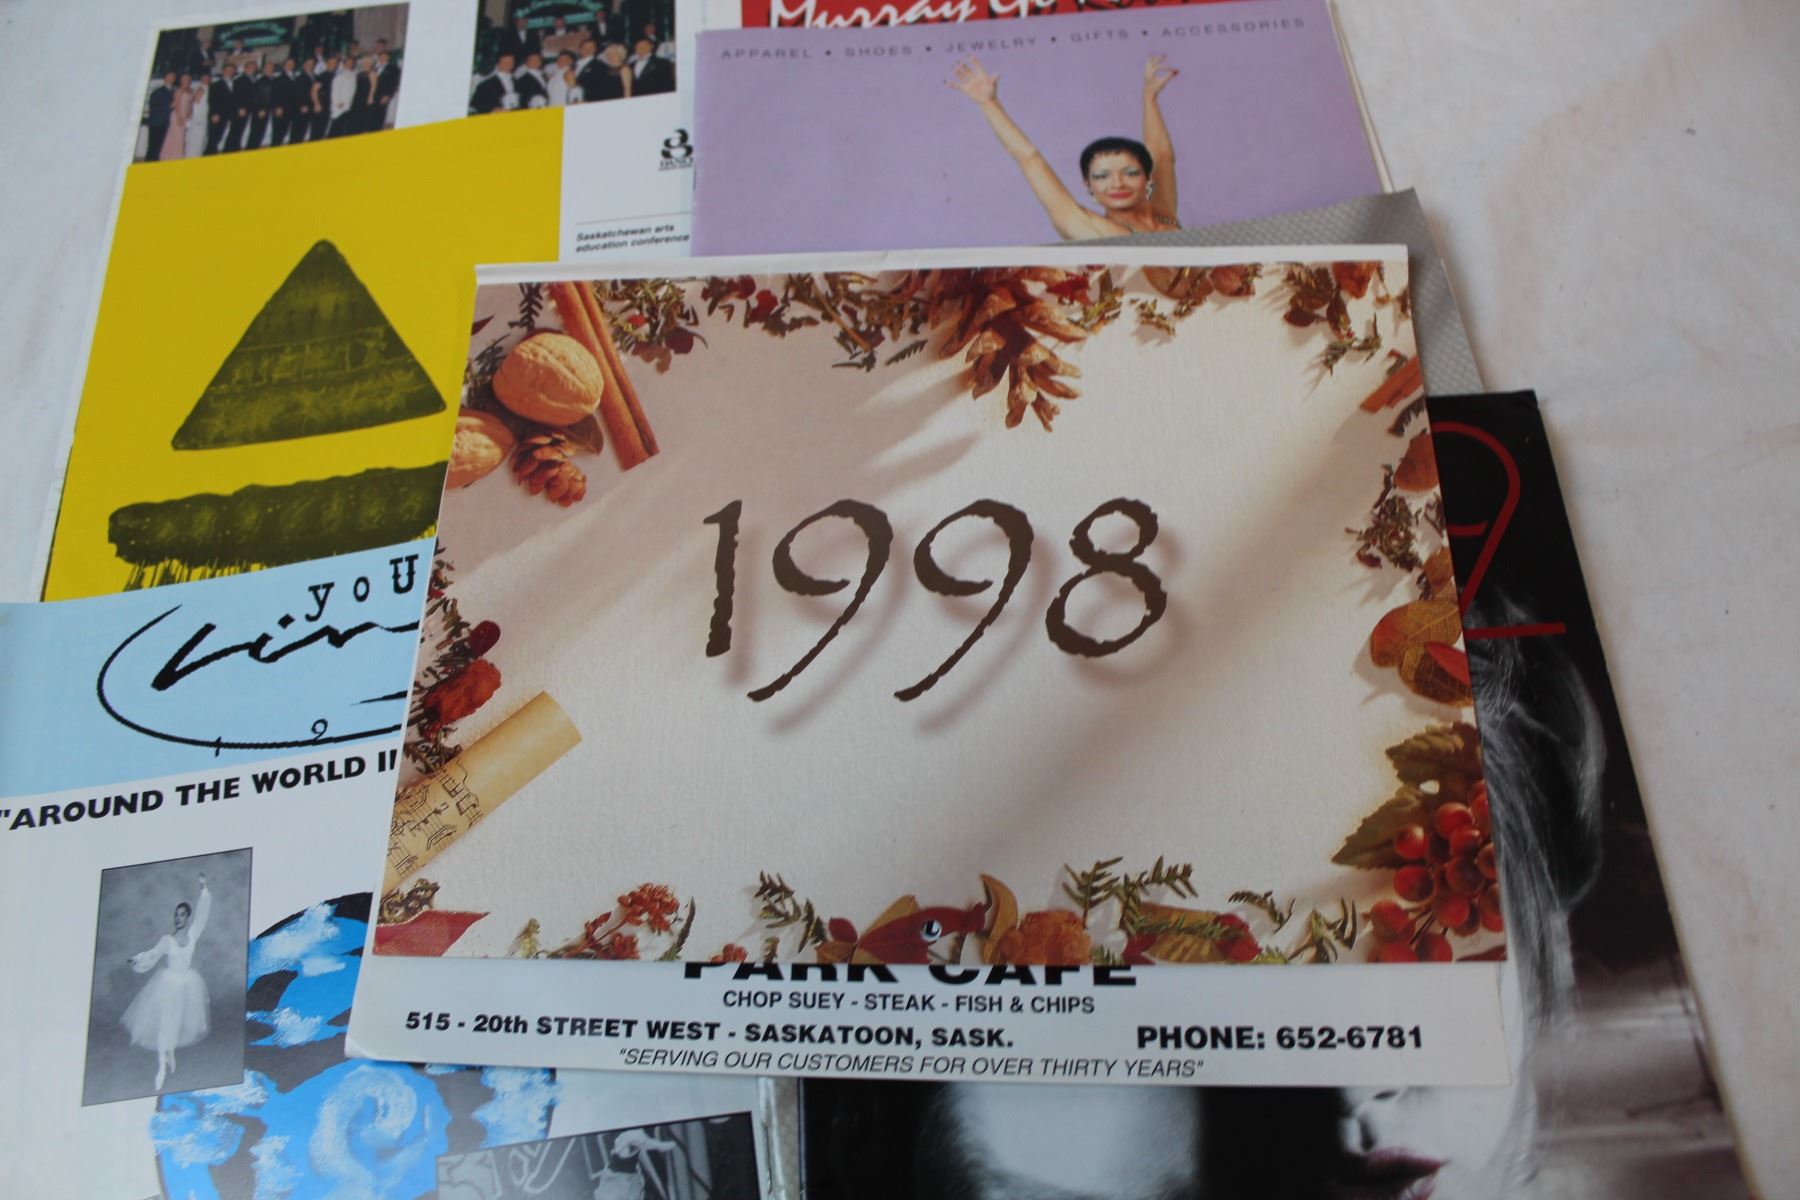 Murray
APPAREL • SHOES • JEWELRY • GIFTS • ACCESSORIES
Saskatchewan arts
education conference
you
"AROUND THE WORLD
1998
PARK CAFE
CHOP SUEY - STEAK - FISH & CHIPS
515 - 20th STREET WEST - SASKATOON, SASK.
PHONE: 652-6781
"SERVING OUR CUSTOMERS FOR OVER THIRTY YEARS"